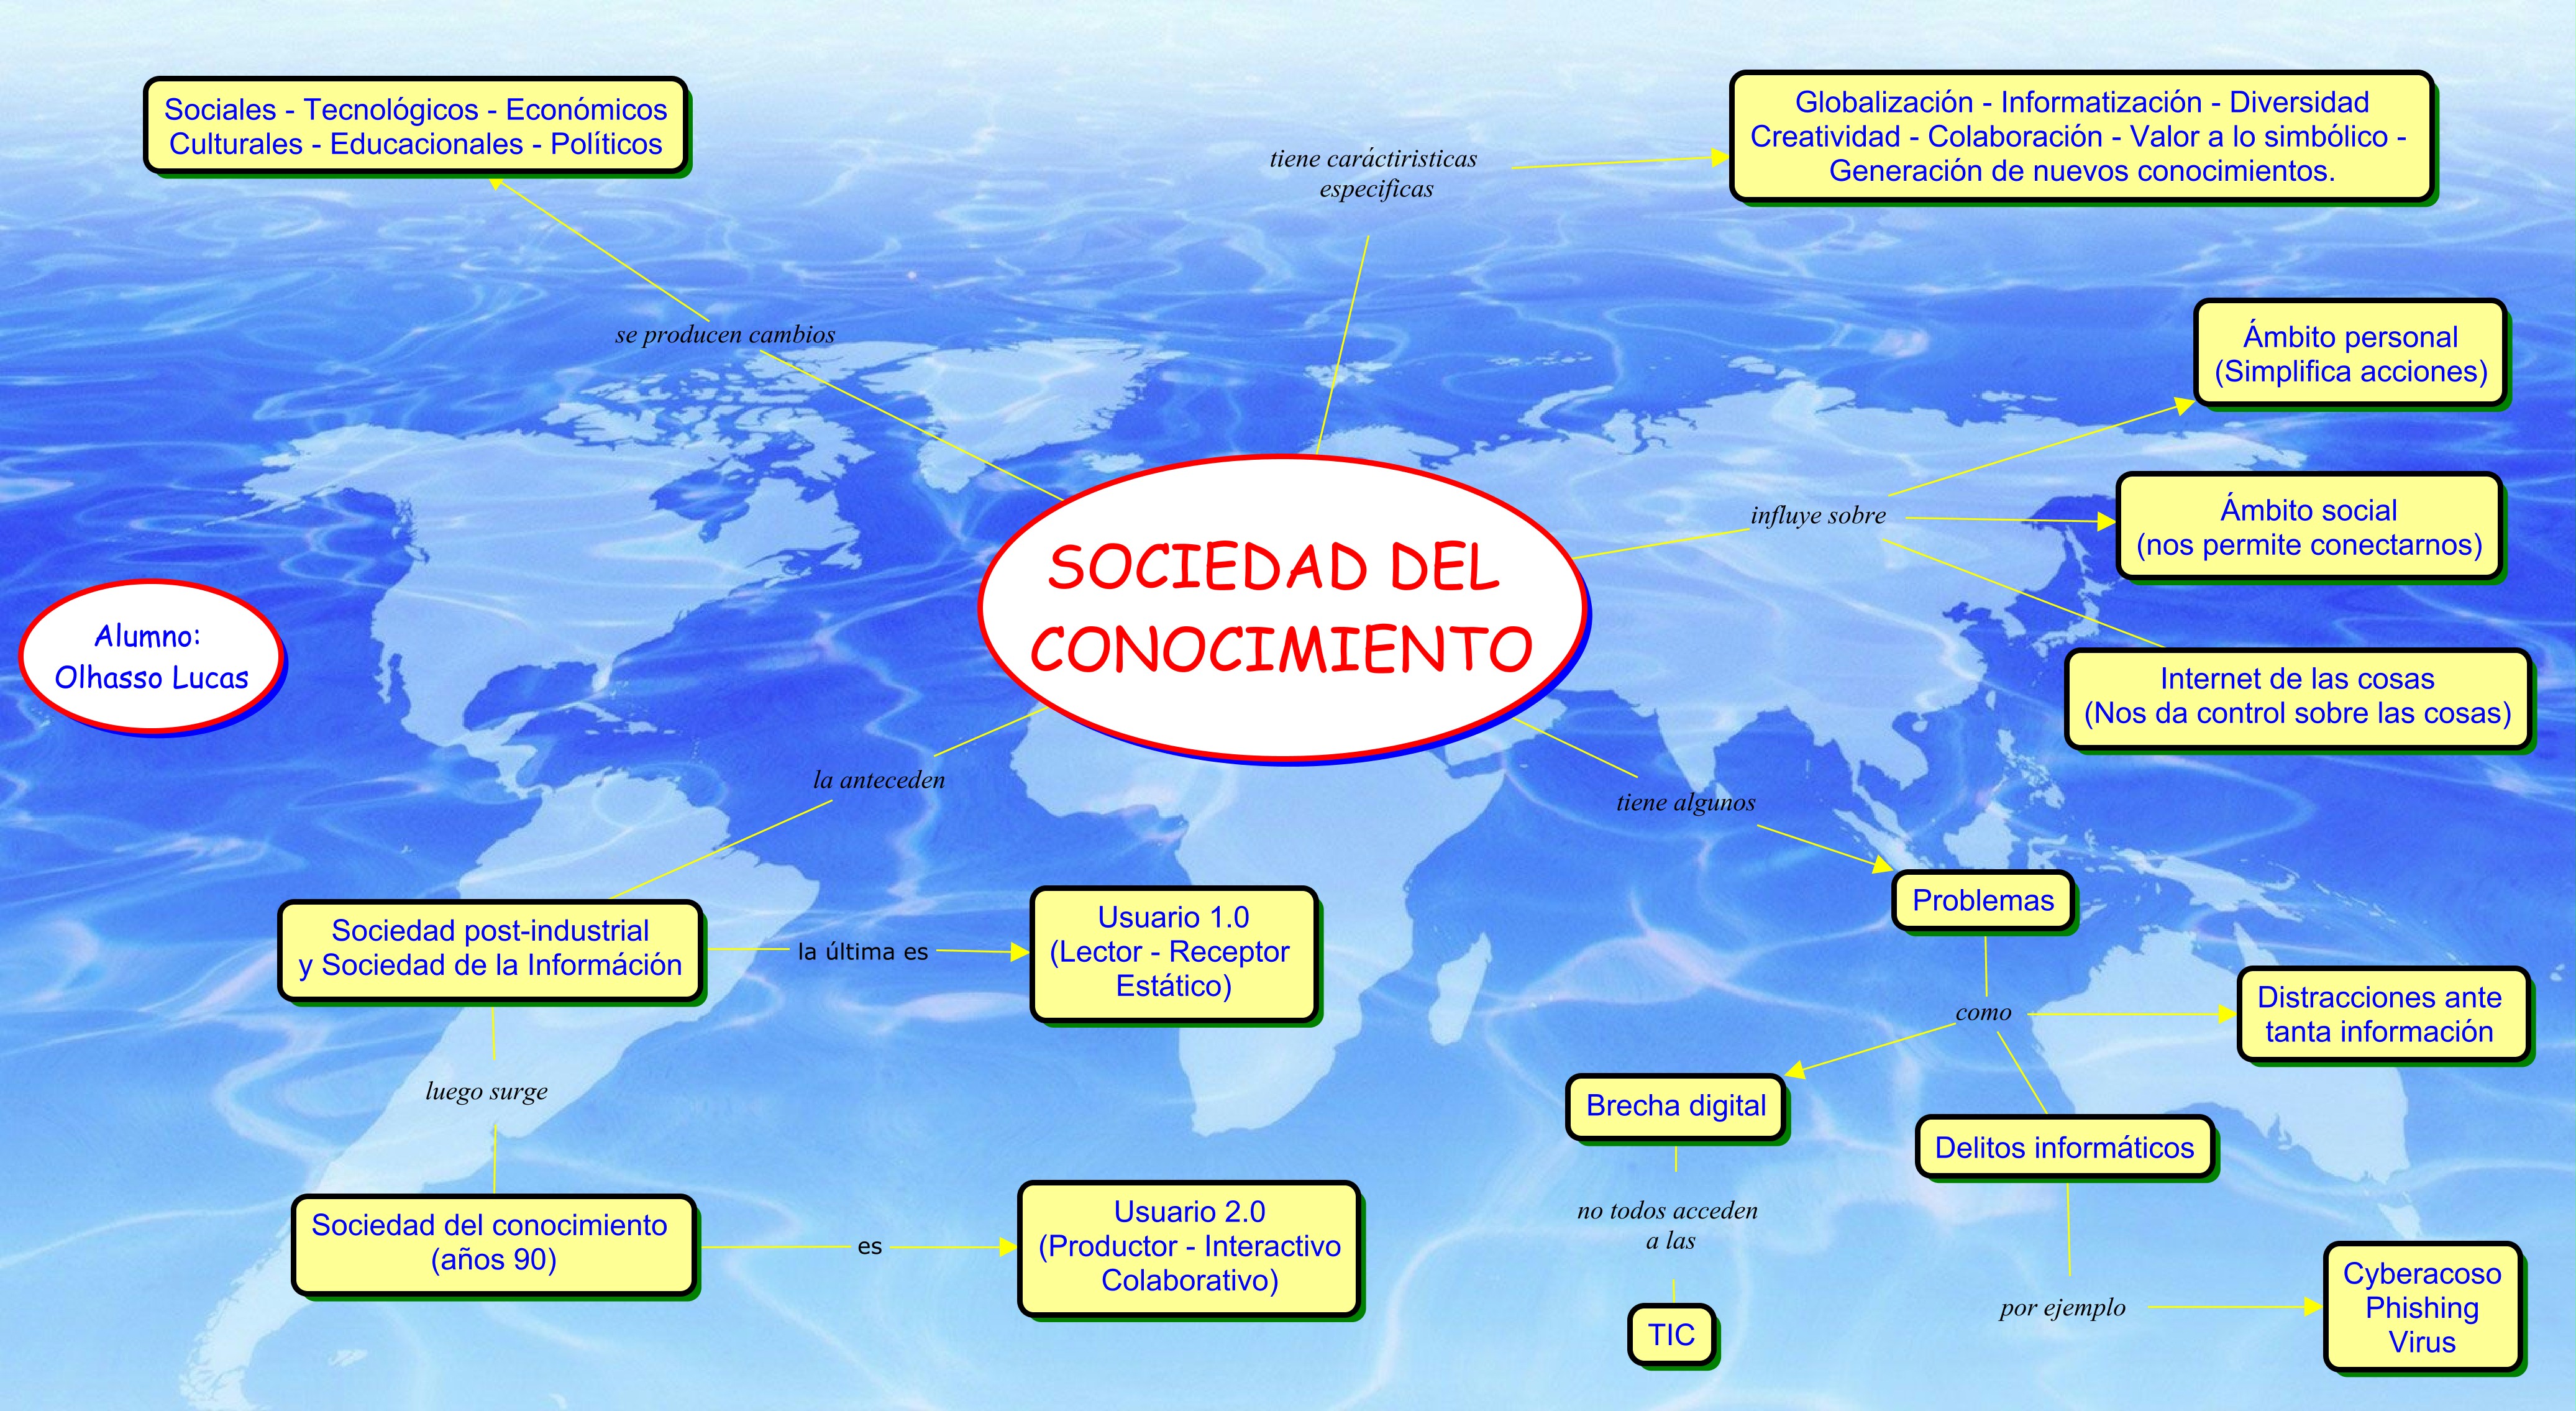 Sociales - Tecnológicos - Económicos
Culturales - Educacionales - Políticos
Globalización - Informatización - Diversidad
Creatividad - Colaboración - Valor a lo simbólico -
Generación de nuevos conocimientos.
tiene caráctiristicas
especificas
se producen cambios
Ámbito personal
(Simplifica acciones)
influye sobre
Ámbito social
(nos permite conectarnos)
SOCIEDAD DEL
CONOCIMIENTO
Alumno:
Olhasso Lucas
Internet de las cosas
(Nos da control sobre las cosas)
la anteceden
tiene algunos
Problemas
Sociedad post-industrial
y Sociedad de la Információn
la última es
Usuario 1.0
(Lector - Receptor
Estático)
como
Distracciones ante
tanta información
Brecha digital
Delitos informáticos
luego surge
Sociedad del conocimiento
(años 90)
es
Usuario 2.0
(Productor - Interactivo
Colaborativo)
no todos acceden
a las
TIC
por ejemplo
Cyberacoso
Phishing
Virus